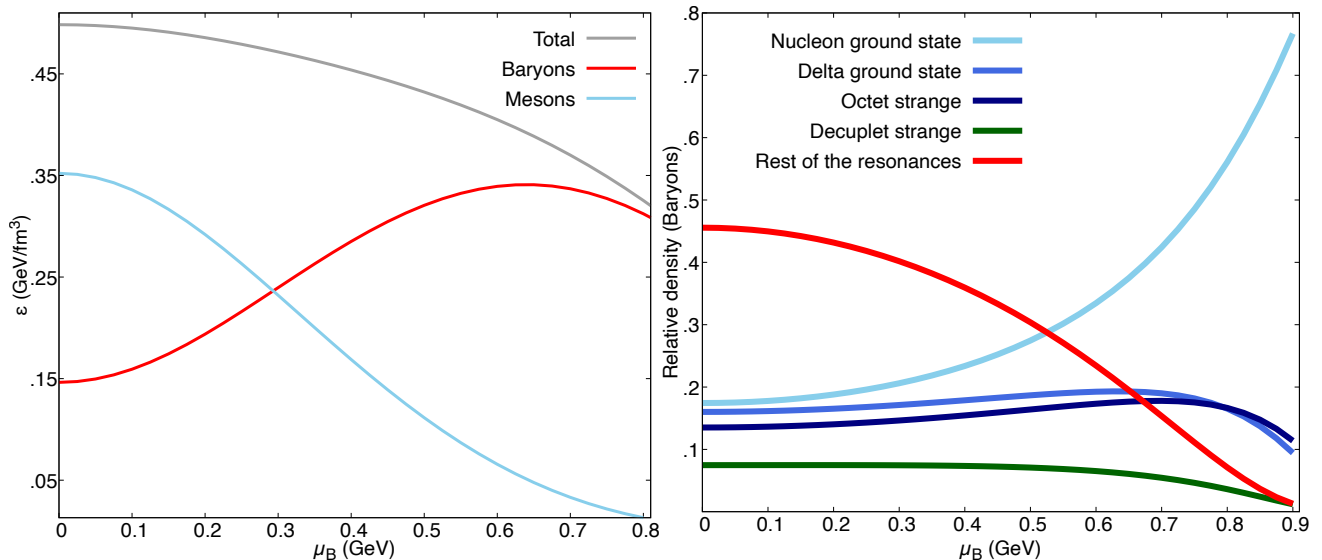 Total
Baryons
Mesons
.45
.35
.25
.15
.05
ε (GeV/fm³)
0 0.1 0.2 0.3 0.4 0.5 0.6 0.7 0.8
μB (GeV)
Nucleon ground state
Delta ground state
Octet strange
Decuplet strange
Rest of the resonances
.8
.7
.6
.5
.4
.3
.2
.1
Relative density (Baryons)
0 0.1 0.2 0.3 0.4 0.5 0.6 0.7 0.8 0.9
μB (GeV)